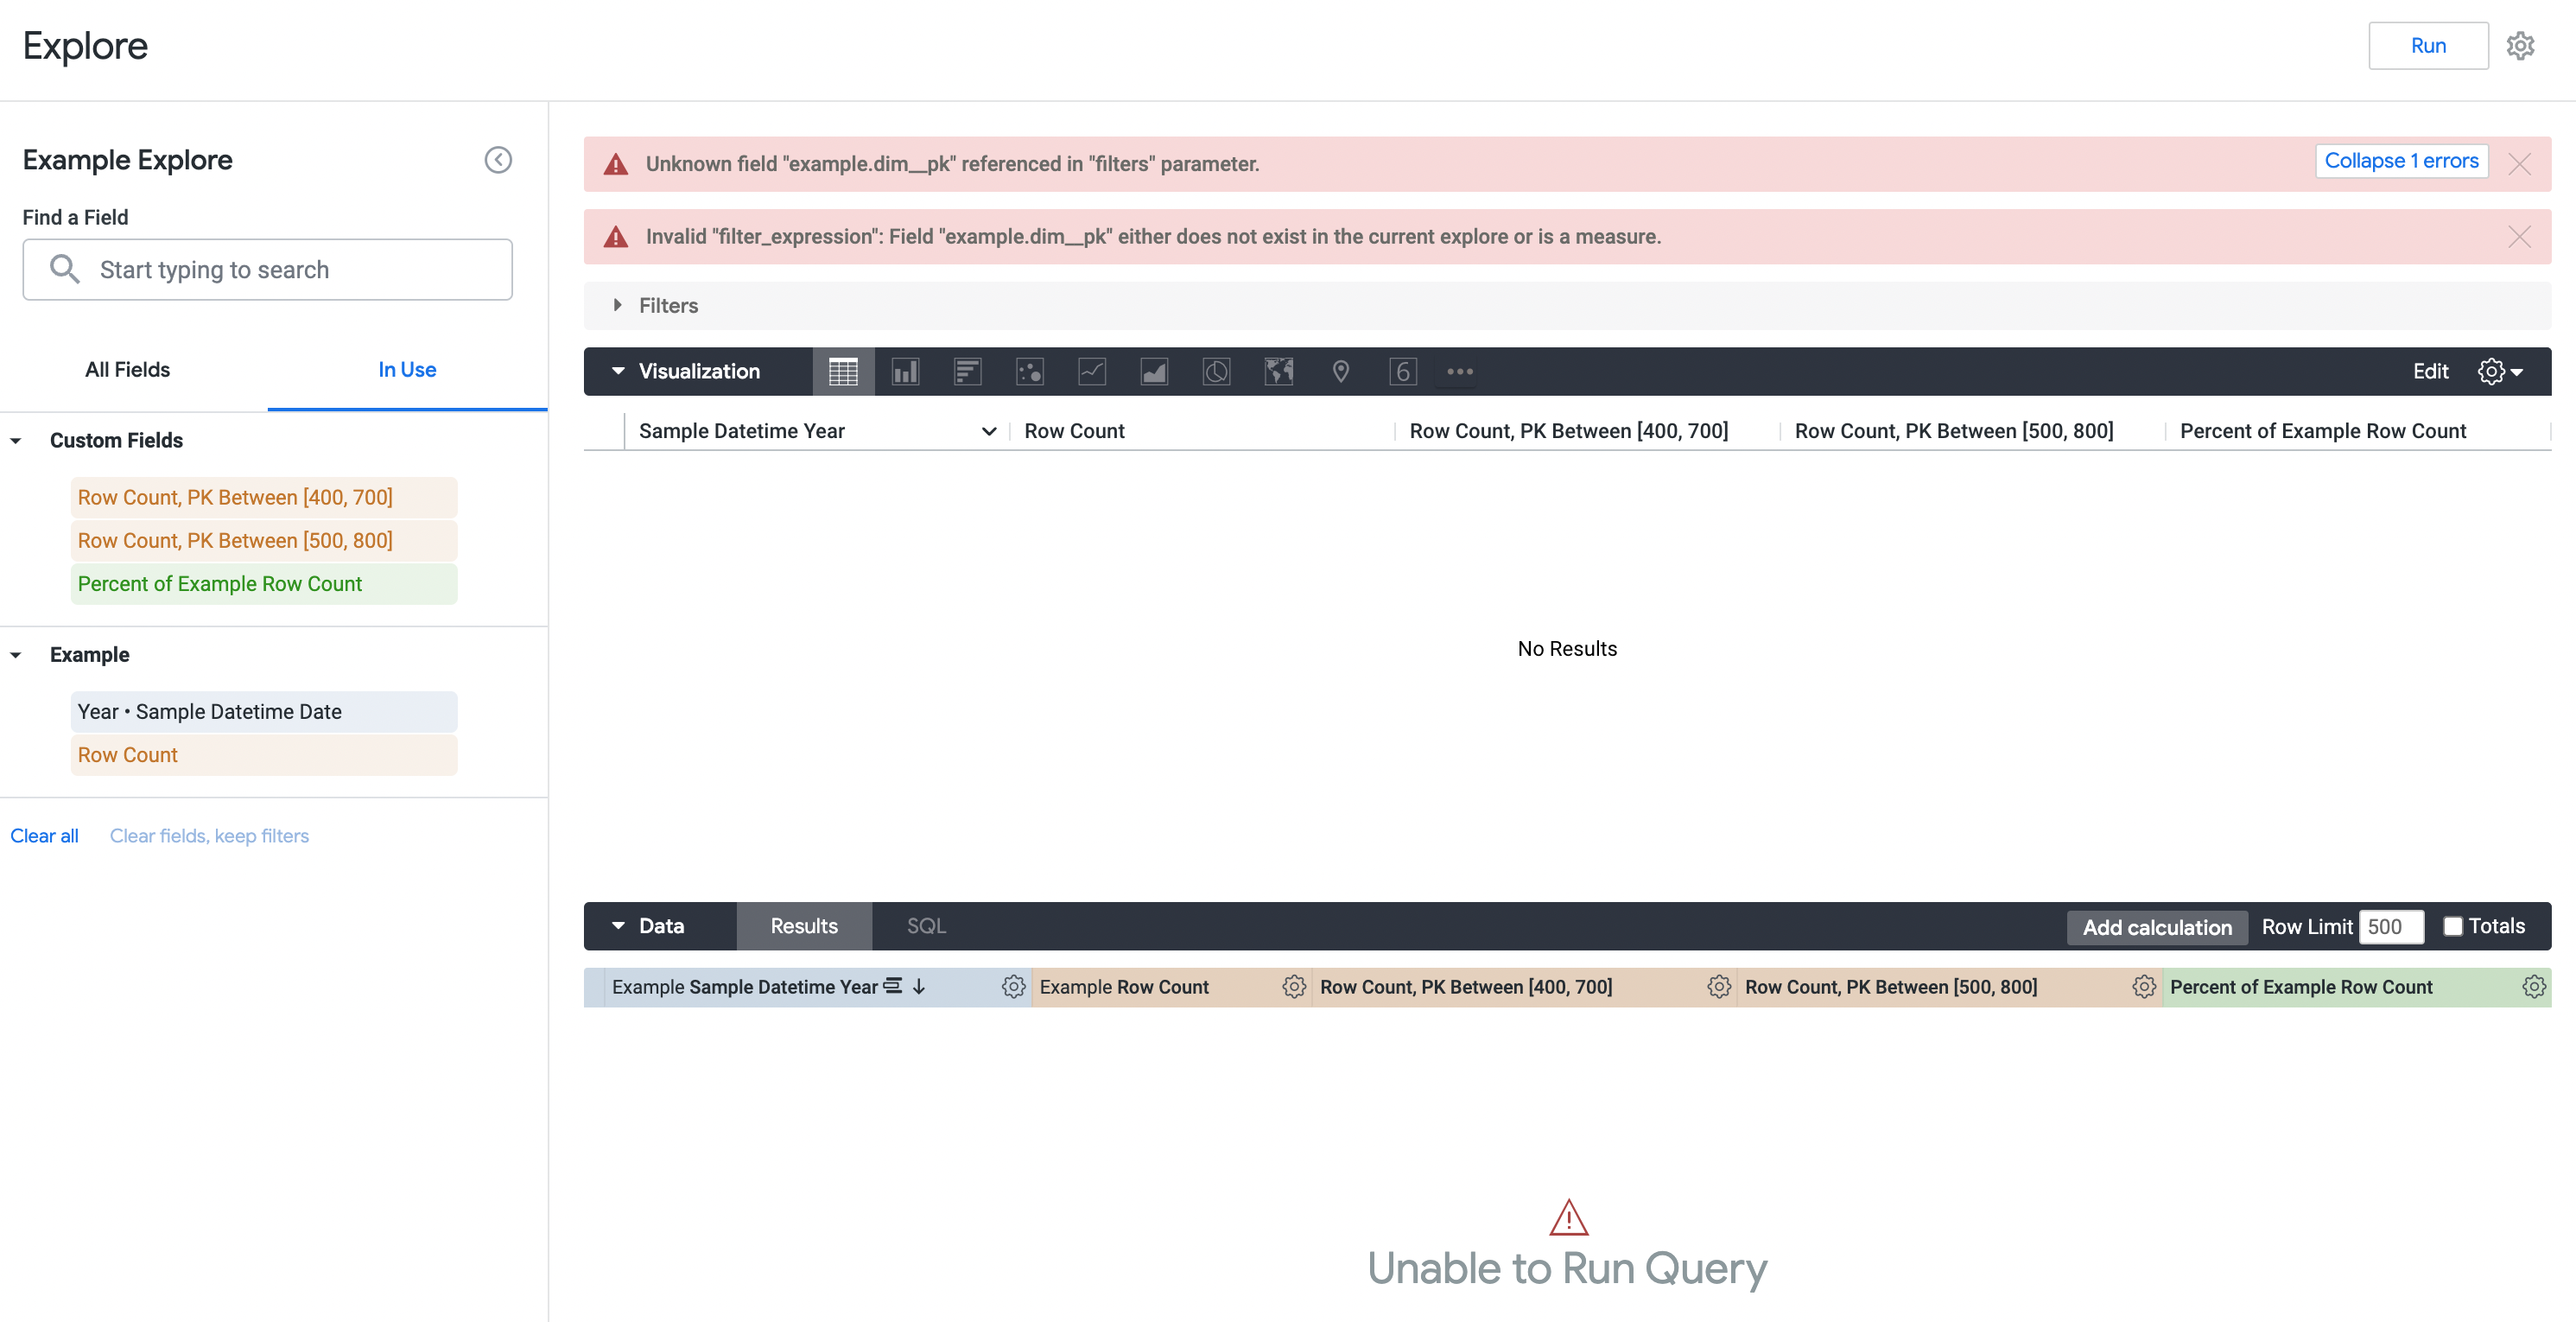 Explore
Run
Example Explore
Find a Field
Start typing to search
All Fields
In Use
Custom Fields
Row Count, PK Between [400, 700]
Row Count, PK Between [500, 800]
Percent of Example Row Count
Example
Year • Sample Datetime Date
Row Count
Clear all
Clear fields, keep filters
Unknown field "example.dim__pk" referenced in "filters" parameter.
Collapse 1 errors
Invalid "filter_expression": Field "example.dim__pk" either does not exist in the current explore or is a measure.
Filters
Visualization
6
Edit
Sample Datetime Year
Row Count
Row Count, PK Between [400, 700]
Row Count, PK Between [500, 800]
Percent of Example Row Count
No Results
Data
Results
SQL
Add calculation
Row Limit 500
Totals
Example Sample Datetime Year
Example Row Count
Row Count, PK Between [400, 700]
Row Count, PK Between [500, 800]
Percent of Example Row Count
Unable to Run Query